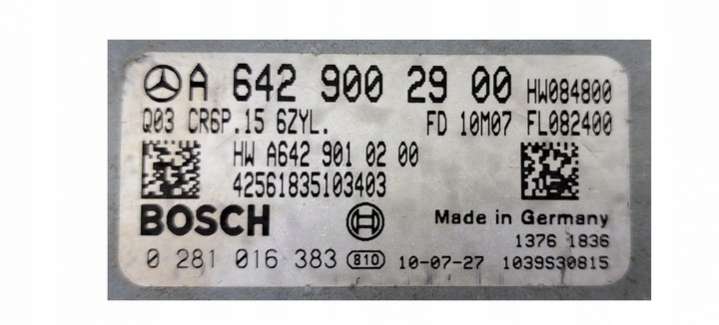 A 642 900 29 00 HW084800
Q03 CR6P.15 6ZYL. FD 10M07 FL082400
HW A642 901 02 00
42561835103403
BOSCH Made in Germany
1376 1836
0 281 016 383 810 10-07-27 1039S30815